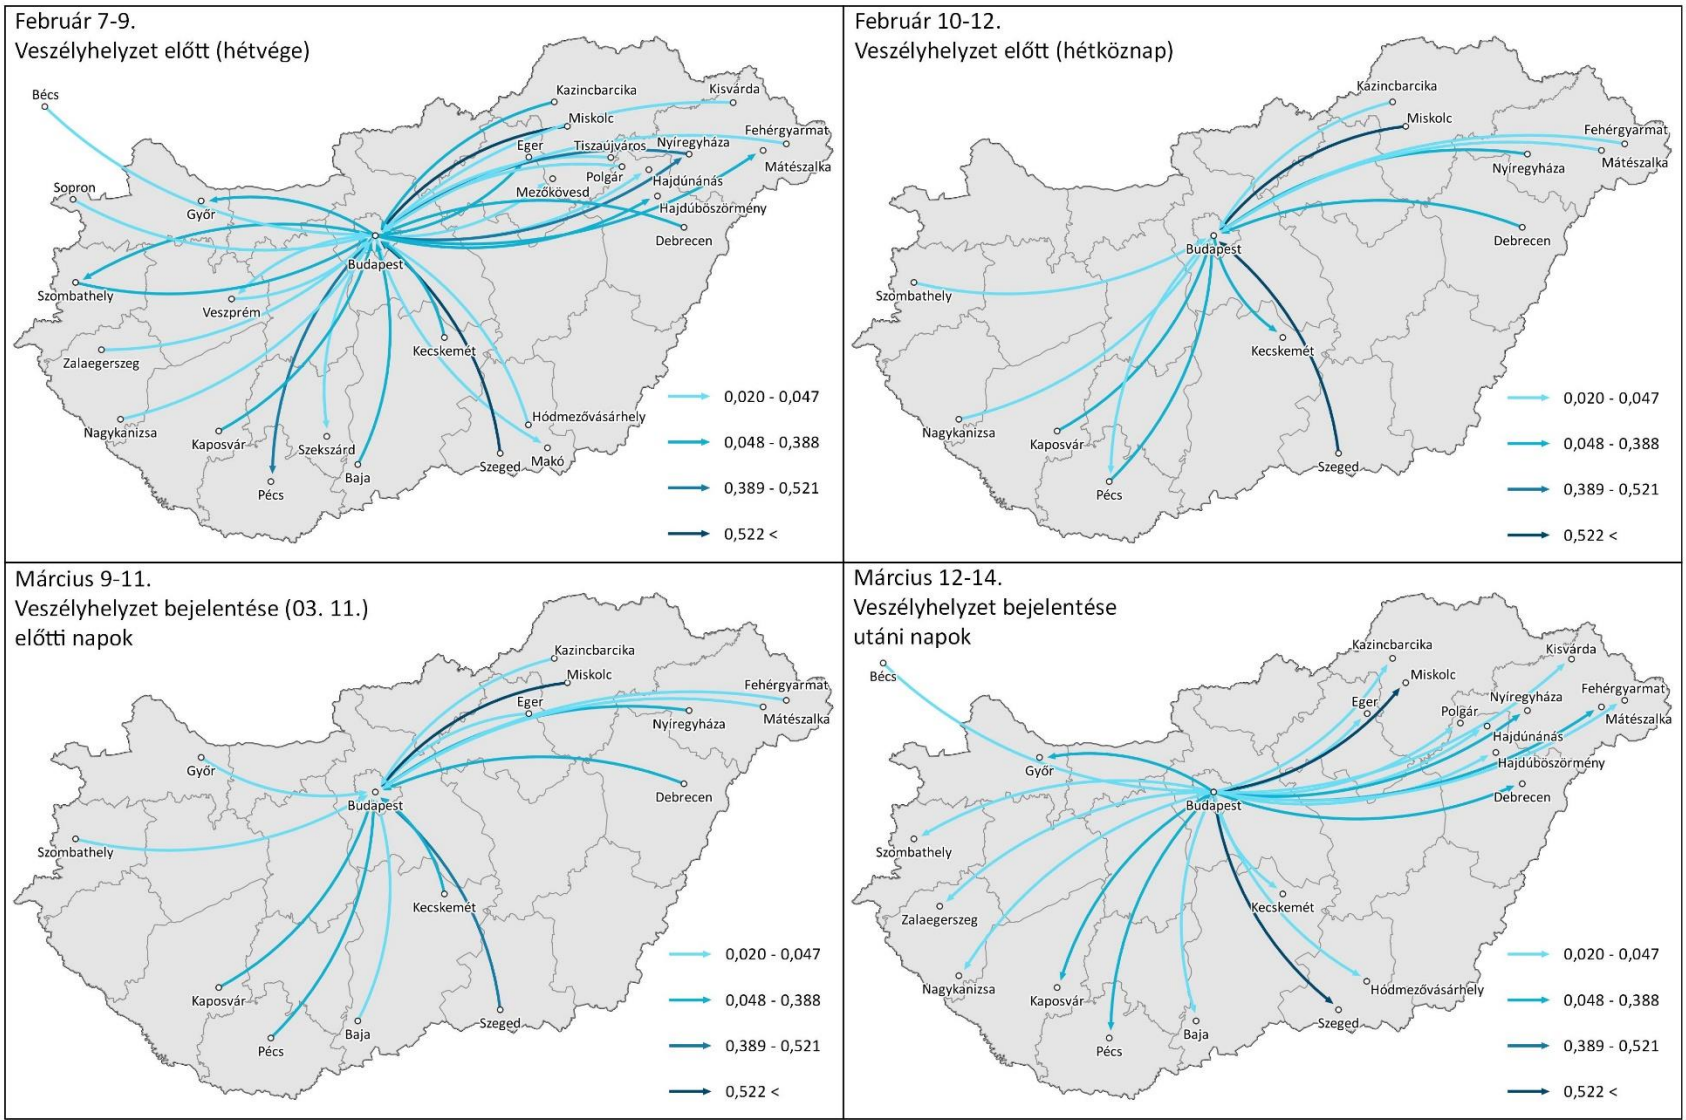 Február 7-9.
Veszélyhelyzet előtt (hétvége)
Bécs
Kazincbarcika
Kisvárda
Miskolc
Fehérgyarmat
Eger
Tiszaújváros
Nyíregyháza
Mátészalka
Polgár
Hajdúnánás
Mezőkövesd
Sopron
Győr
Hajdúböszörmény
Debrecen
Budapest
Szombathely
Veszprém
Zalaegerszeg
Kecskemét
Nagykanizsa
Kaposvár
Szekszárd
Hódmezővásárhely
Baja
Szeged
Makó
Pécs
0,020 - 0,047
0,048 - 0,388
0,389 - 0,521
0,522 <
Február 10-12.
Veszélyhelyzet előtt (hétköznap)
Kazincbarcika
Miskolc
Fehérgyarmat
Mátészalka
Nyíregyháza
Debrecen
Budapest
Szombathely
Kecskemét
Nagykanizsa
Kaposvár
Szeged
Pécs
0,020 - 0,047
0,048 - 0,388
0,389 - 0,521
0,522 <
Március 9-11.
Veszélyhelyzet bejelentése (03. 11.)
előtti napok
Kazincbarcika
Miskolc
Fehérgyarmat
Eger
Mátészalka
Nyíregyháza
Győr
Debrecen
Budapest
Szombathely
Kecskemét
Kaposvár
Szeged
Baja
Pécs
0,020 - 0,047
0,048 - 0,388
0,389 - 0,521
0,522 <
Március 12-14.
Veszélyhelyzet bejelentése
utáni napok
Kazincbarcika
Kisvárda
Bécs
Miskolc
Fehérgyarmat
Nyíregyháza
Eger
Polgár
Mátészalka
Hajdúnánás
Hajdúböszörmény
Győr
Debrecen
Budapest
Szombathely
Kecskemét
Zalaegerszeg
Nagykanizsa
Kaposvár
Hódmezővásárhely
Szeged
Baja
Pécs
0,020 - 0,047
0,048 - 0,388
0,389 - 0,521
0,522 <